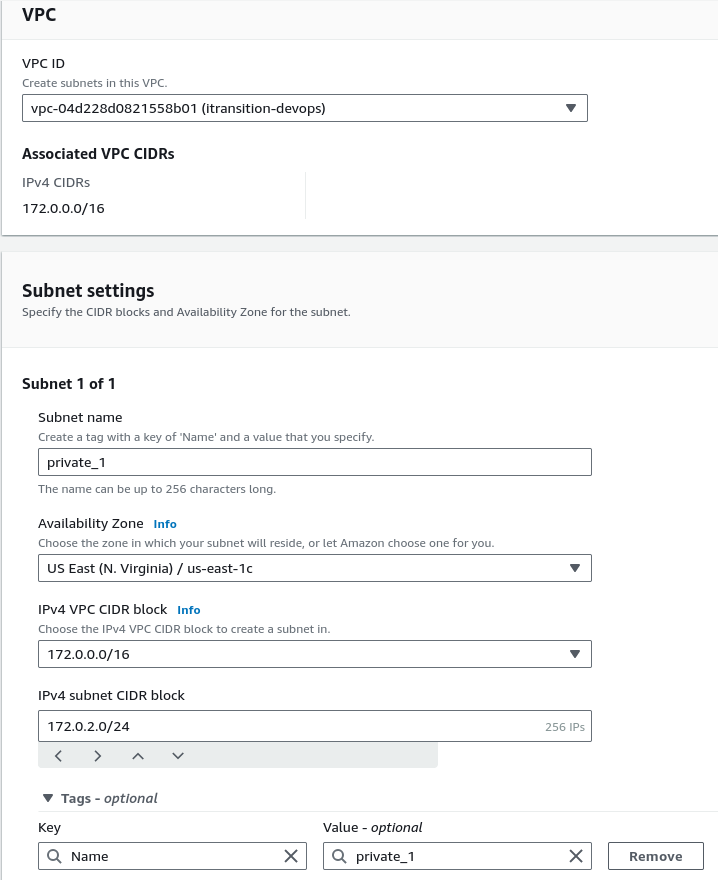 VPC
VPC ID
Create subnets in this VPC.
vpc-04d228d0821558b01 (itransition-devops)
Associated VPC CIDRs
IPv4 CIDRs
172.0.0.0/16
Subnet settings
Specify the CIDR blocks and Availability Zone for the subnet.
Subnet 1 of 1
Subnet name
Create a tag with a key of 'Name' and a value that you specify.
private_1
The name can be up to 256 characters long.
Availability Zone Info
Choose the zone in which your subnet will reside, or let Amazon choose one for you.
US East (N. Virginia) / us-east-1c
IPv4 VPC CIDR block Info
Choose the IPv4 VPC CIDR block to create a subnet in.
172.0.0.0/16
IPv4 subnet CIDR block
172.0.2.0/24 256 IPs
Tags - optional
Key Value - optional
Name private_1 Remove